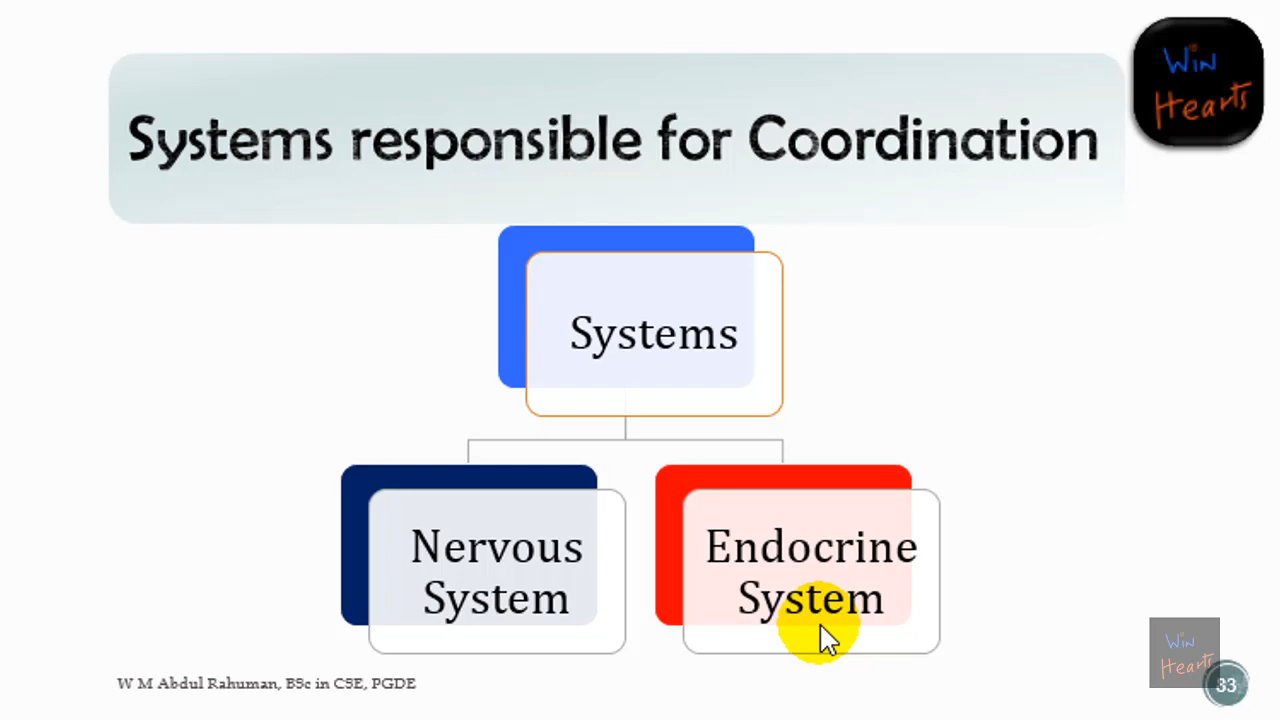 Win
Hearts
Systems responsible for Coordination
Systems
Nervous
System
Endocrine
System
W M Abdul Rahuman, BSc in CSE, PGDE
Win
Hearts
33